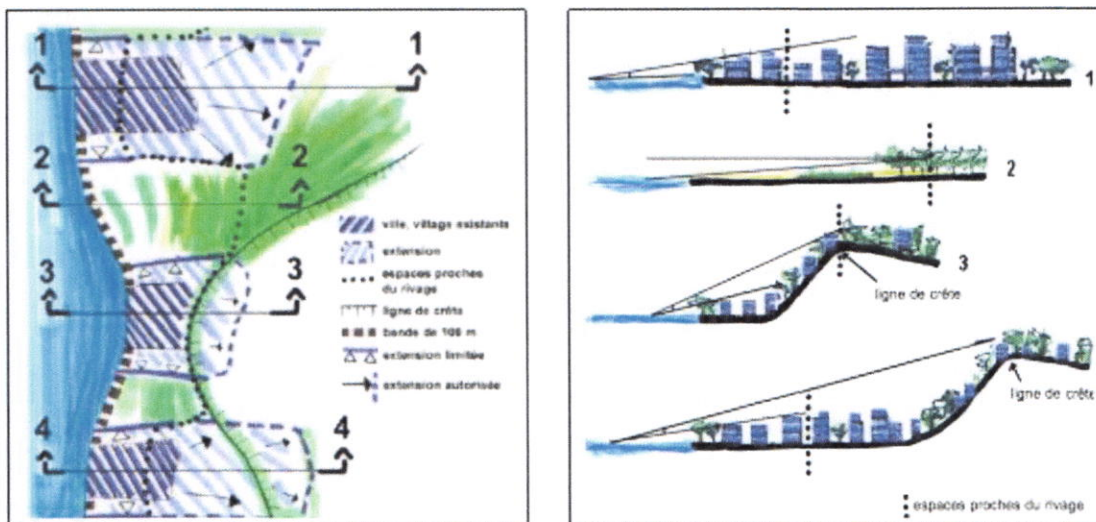 1 1
2 2
3 3
4 4
ville, village existants
extension
espaces proches
du rivage
ligne de crête
bande de 100 m
extension limitée
extension autorisée
1
2
3
ligne de crête
ligne de crête
4
espaces proches du rivage